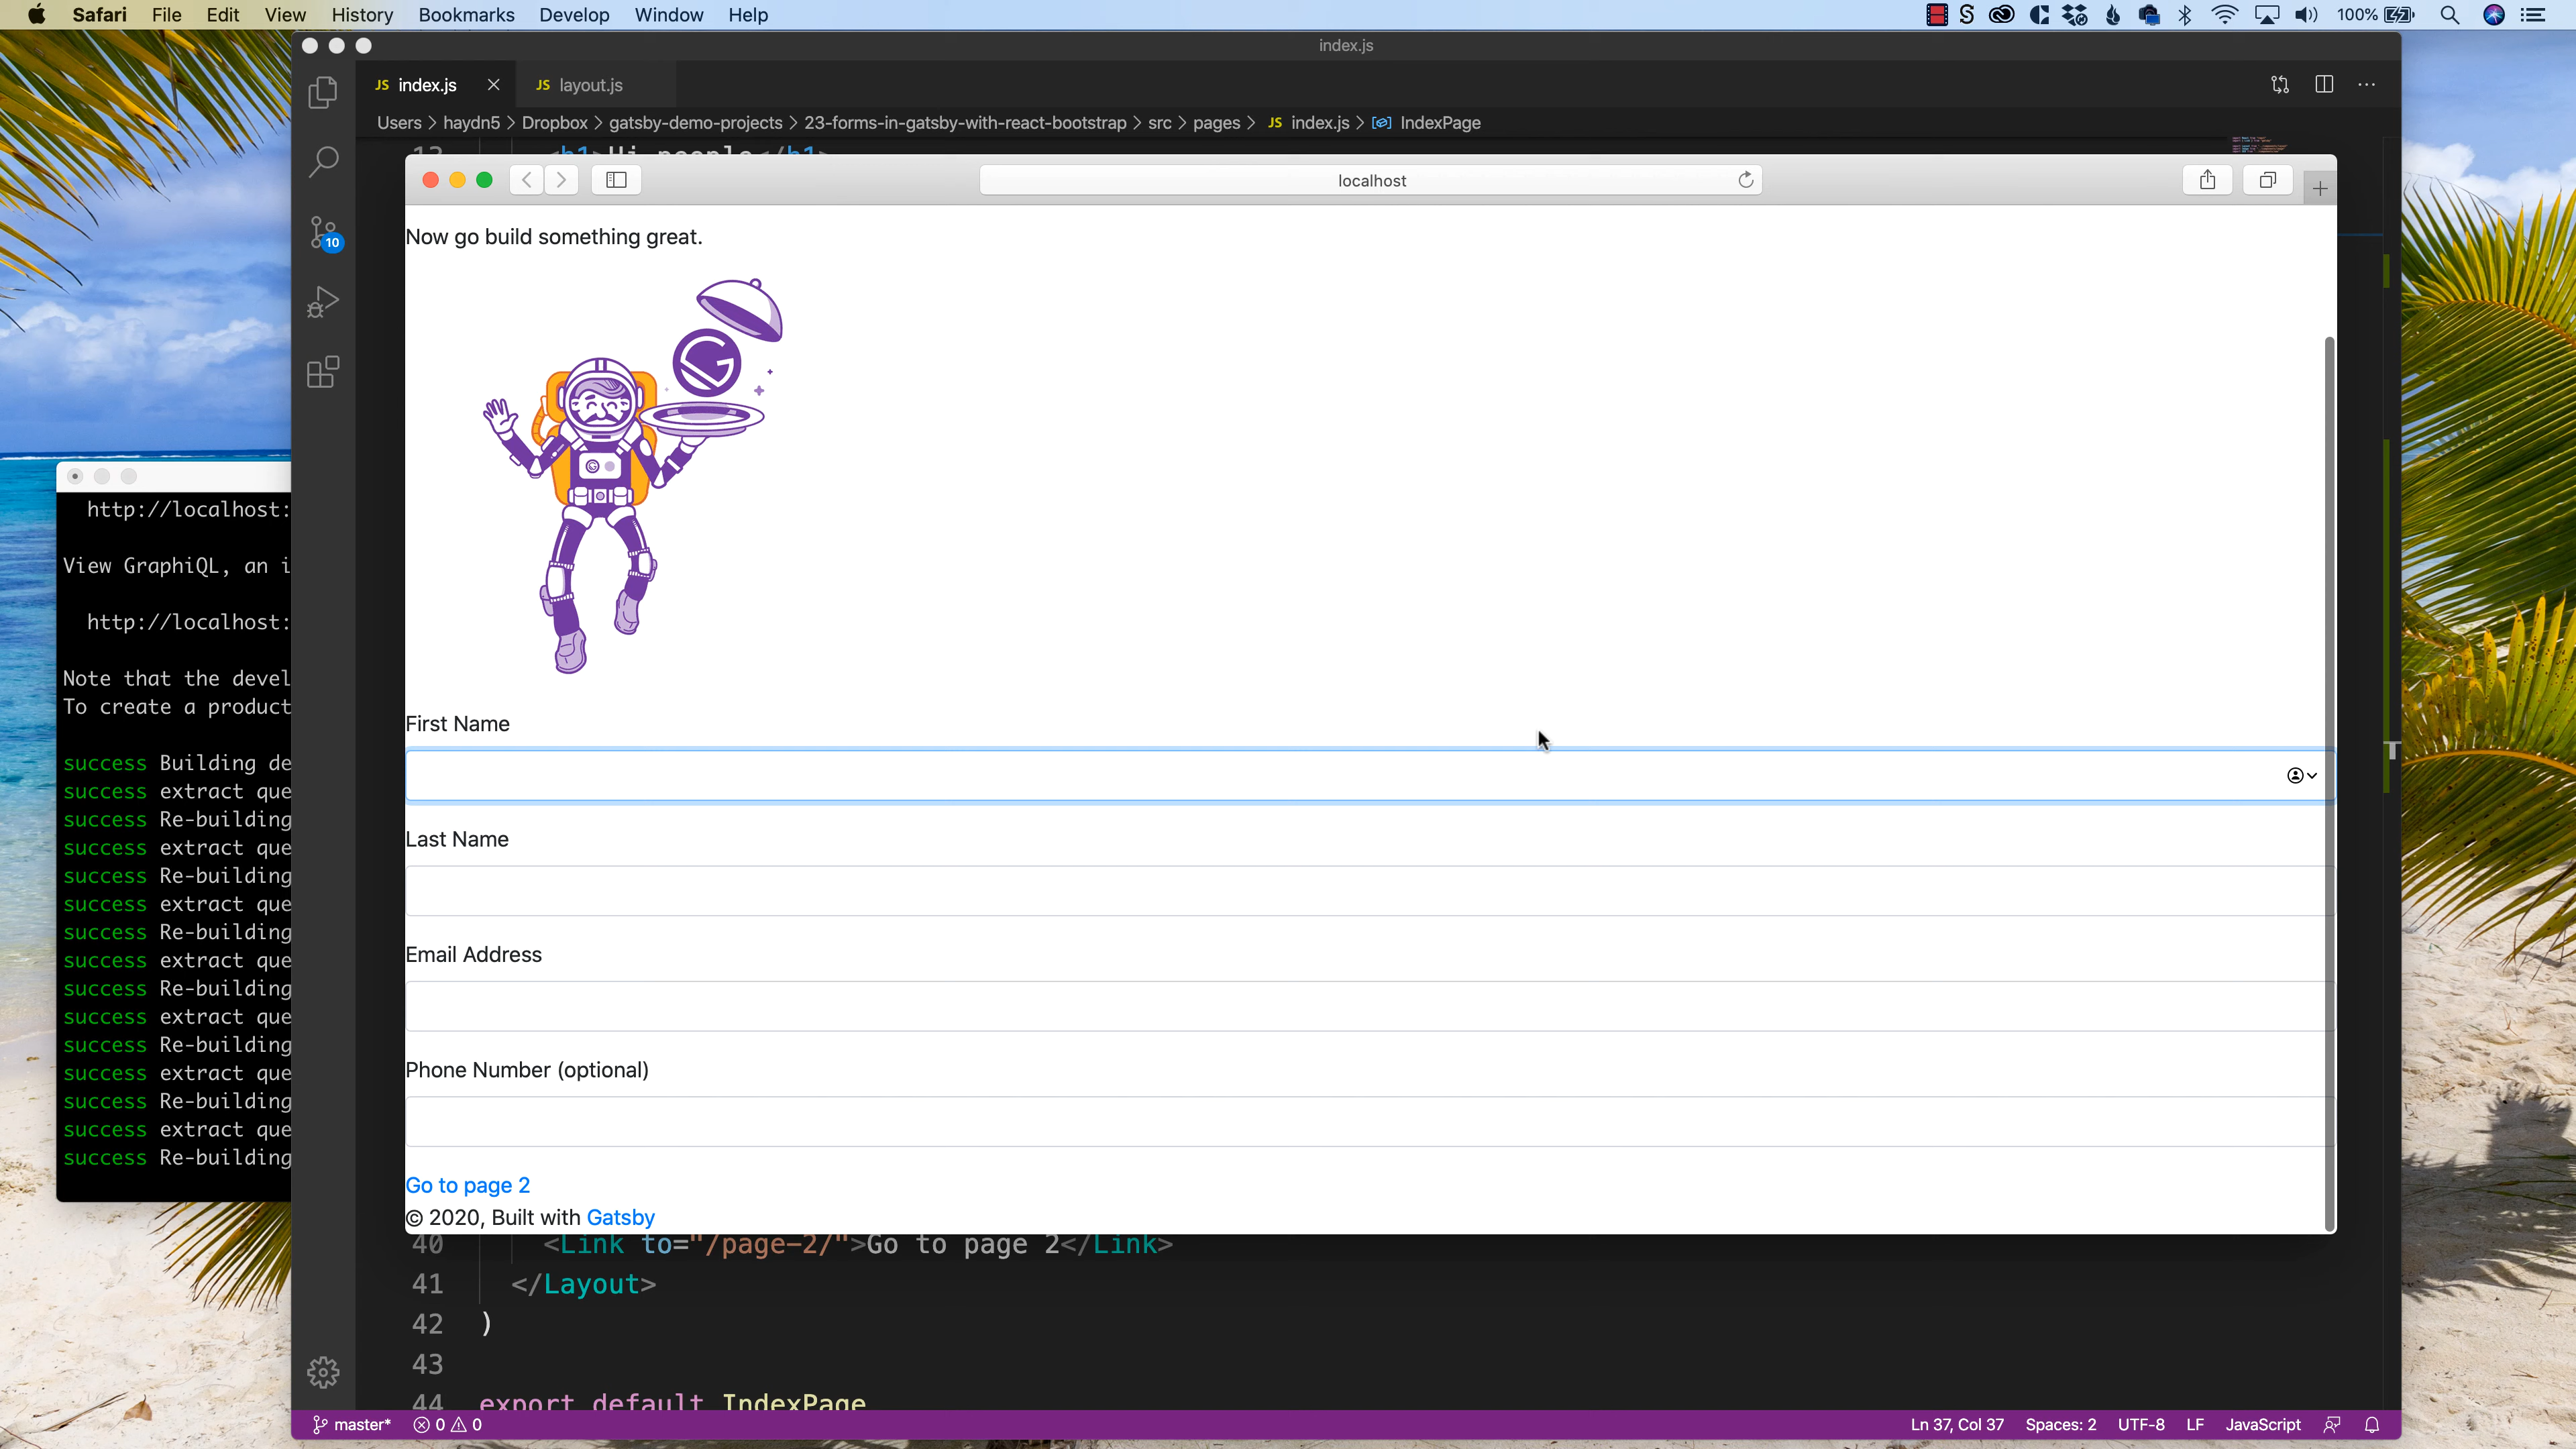 Safari File Edit View History Bookmarks Develop Window Help
100%
index.js
JS index.js
JS layout.js
Users > haydn5 > Dropbox > gatsby-demo-projects > 23-forms-in-gatsby-with-react-bootstrap > src > pages > JS index.js > IndexPage
10
localhost
Now go build something great.
First Name
Last Name
Email Address
Phone Number (optional)
Go to page 2
© 2020, Built with Gatsby
http://localhost:
View GraphiQL, an i
http://localhost:
Note that the devel
To create a product
success Building de
success extract que
success Re-building
success extract que
success Re-building
success extract que
success Re-building
success extract que
success Re-building
success extract que
success Re-building
success extract que
success Re-building
success extract que
success Re-building
40 <Link to="/page-2/">Go to page 2</Link>
41 </Layout>
42 )
43
44 export default IndexPage
master* 0 0
Ln 37, Col 37 Spaces: 2 UTF-8 LF JavaScript